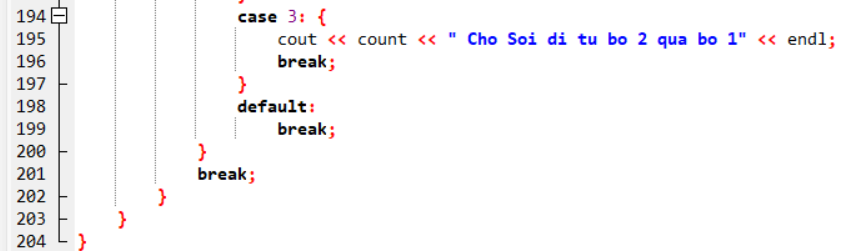 194 case 3: {
195 cout << count << " Cho Soi di tu bo 2 qua bo 1" << endl;
196 break;
197 }
198 default:
199 break;
200 }
201 break;
202 }
203 }
204 }